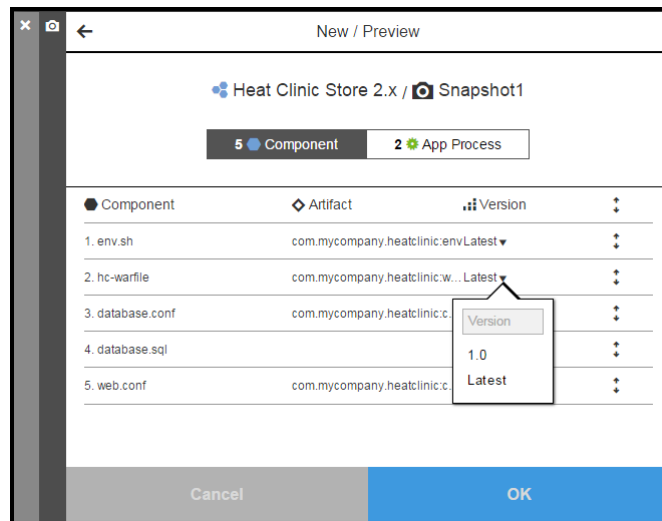 New / Preview
Heat Clinic Store 2.x / Snapshot1
5 Component 2 App Process
Component Artifact Version
1. env.sh com.mycompany.heatclinic:env Latest
2. hc-warfile com.mycompany.heatclinic:w... Latest
3. database.conf com.mycompany.heatclinic:c.
Version
4. database.sql
1.0
5. web.conf com.mycompany.heatclinic:c.
Latest
Cancel OK